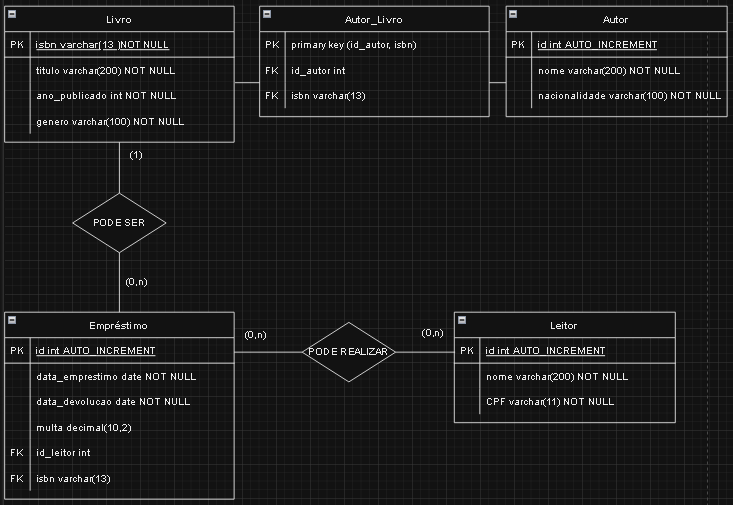 Livro
PK isbn varchar(13 )NOT NULL
titulo varchar(200) NOT NULL
ano_publicado int NOT NULL
genero varchar(100) NOT NULL
Autor_Livro
PK primary key (id_autor, isbn)
FK id_autor int
FK isbn varchar(13)
Autor
PK id int AUTO_INCREMENT
nome varchar(200) NOT NULL
nacionalidade varchar(100) NOT NULL
(1)
PODE SER
(0,n)
Empréstimo
PK id int AUTO_INCREMENT
data_emprestimo date NOT NULL
data_devolucao date NOT NULL
multa decimal(10,2)
FK id_leitor int
FK isbn varchar(13)
(0,n)
PODE REALIZAR
(0,n)
Leitor
PK id int AUTO_INCREMENT
nome varchar(200) NOT NULL
CPF varchar(11) NOT NULL